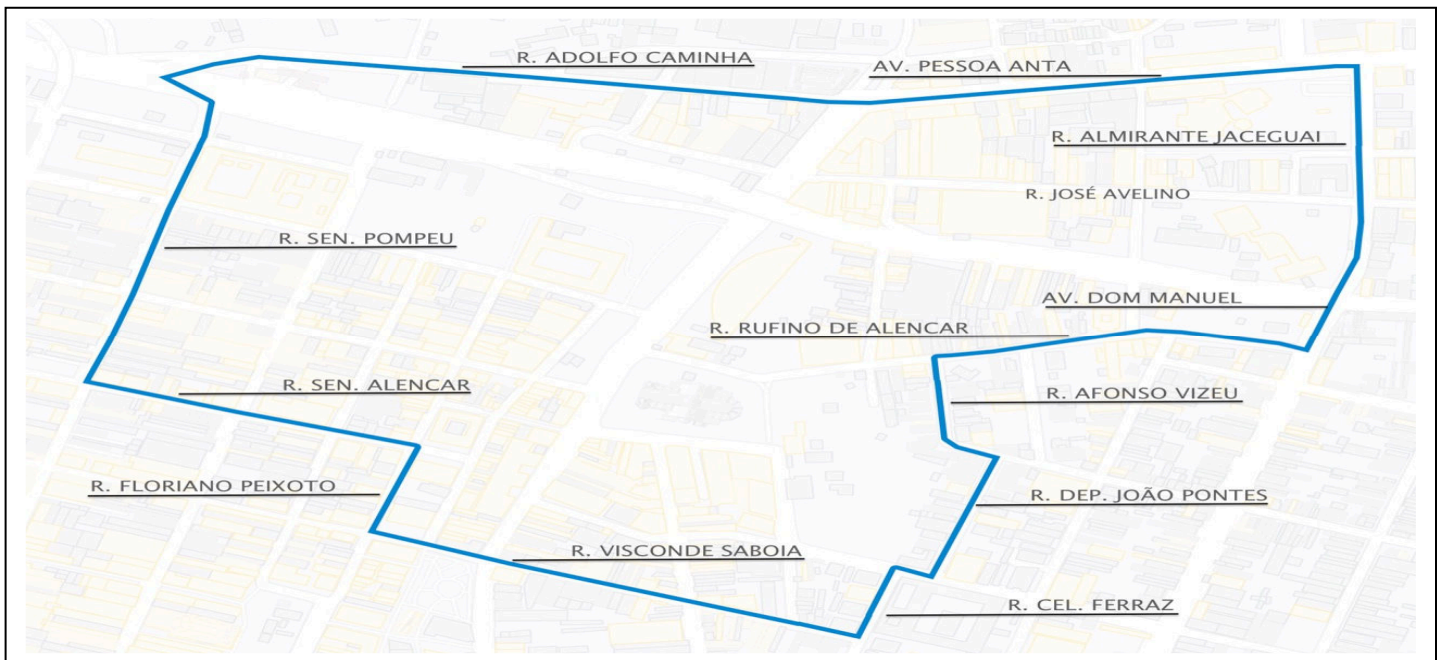 R. ADOLFO CAMINHA
AV. PESSOA ANTA
R. ALMIRANTE JACEGUAI
R. JOSÉ AVELINO
R. SEN. POMPEU
AV. DOM MANUEL
R. RUFINO DE ALENCAR
R. SEN. ALENCAR
R. AFONSO VIZEU
R. FLORIANO PEIXOTO
R. DEP. JOÃO PONTES
R. VISCONDE SABOIA
R. CEL. FERRAZ